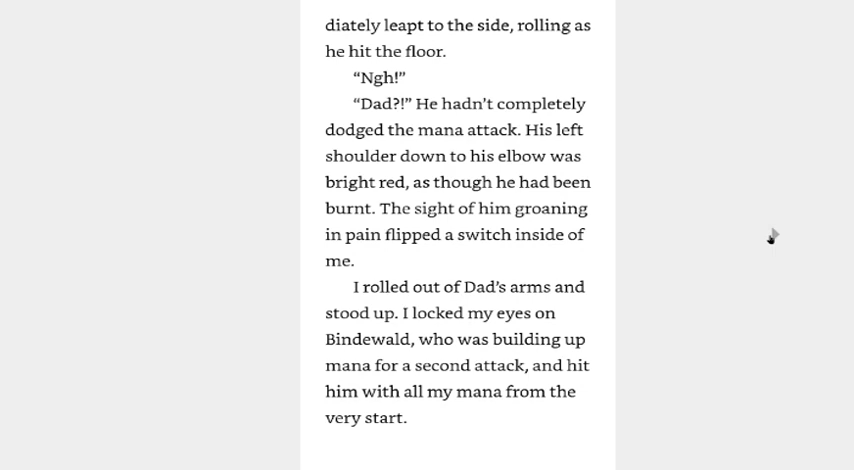 diately leapt to the side, rolling as
he hit the floor.
“Ngh!”
“Dad?!” He hadn’t completely
dodged the mana attack. His left
shoulder down to his elbow was
bright red, as though he had been
burnt. The sight of him groaning
in pain flipped a switch inside of
me.
I rolled out of Dad’s arms and
stood up. I locked my eyes on
Bindewald, who was building up
mana for a second attack, and hit
him with all my mana from the
very start.